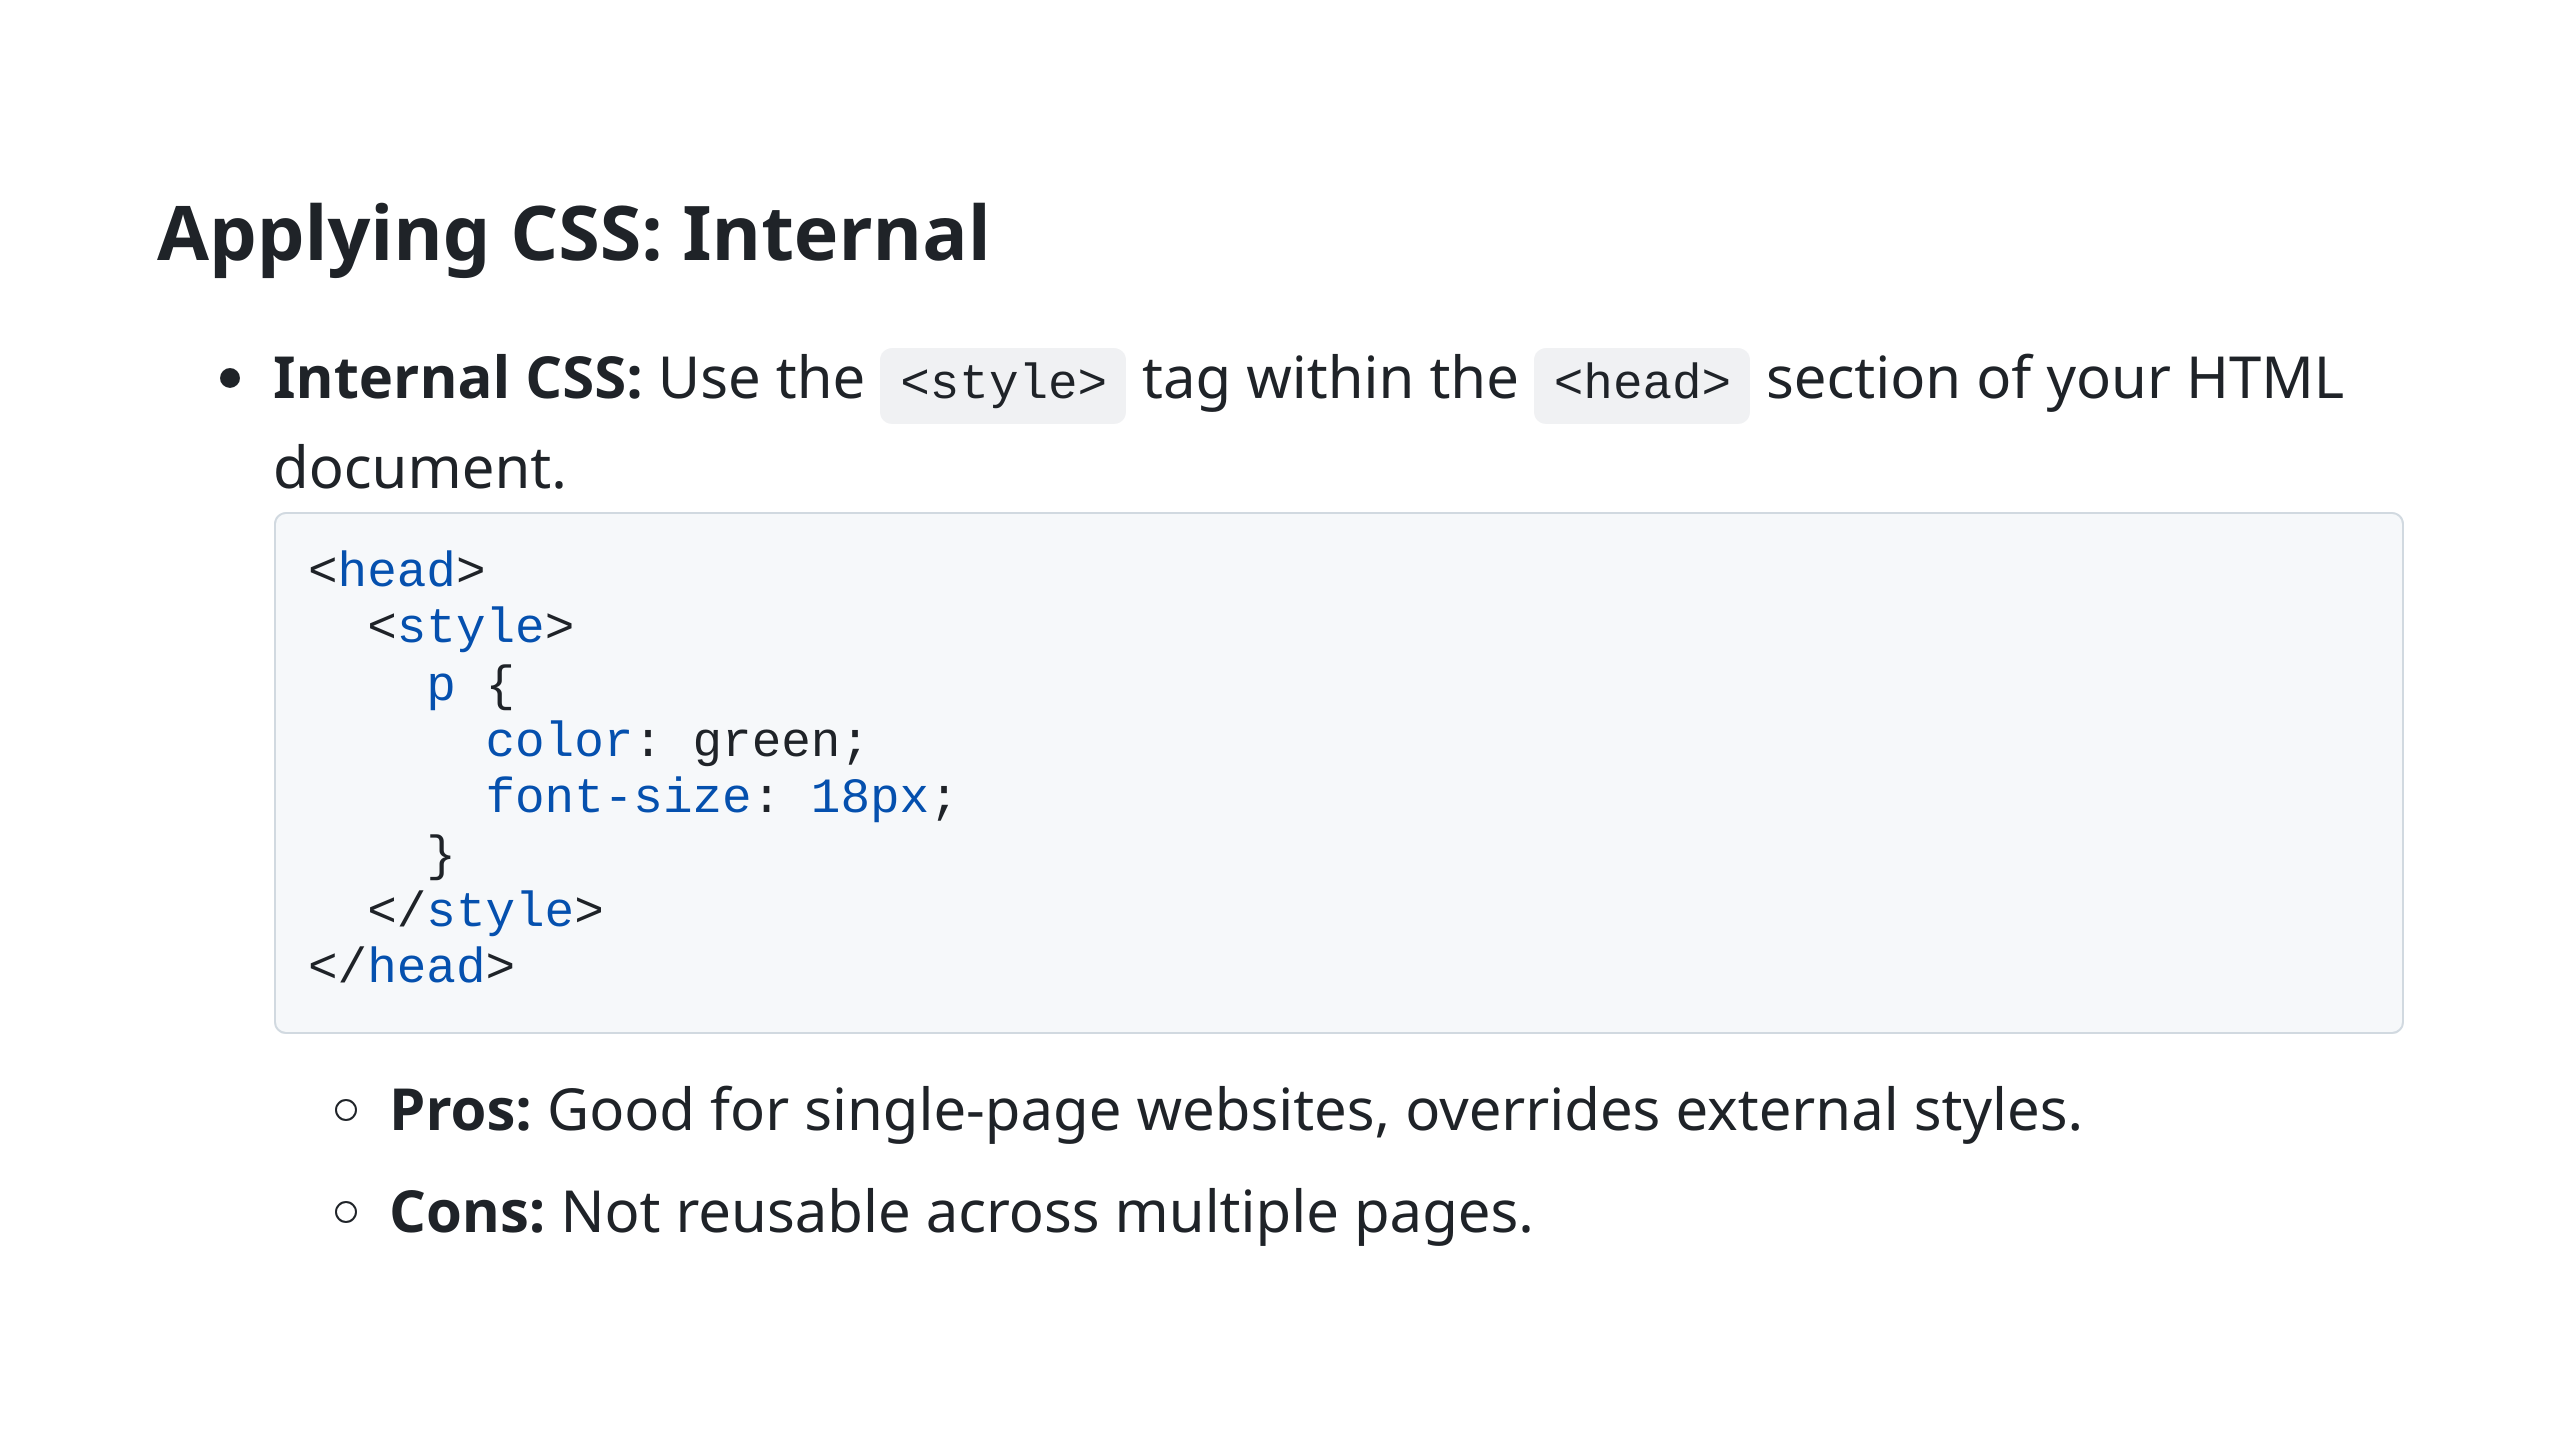 Applying CSS: Internal
• Internal CSS: Use the <style> tag within the <head> section of your HTML
document.
<head>
  <style>
    p {
      color: green;
      font-size: 18px;
    }
  </style>
</head>
◦ Pros: Good for single-page websites, overrides external styles.
◦ Cons: Not reusable across multiple pages.